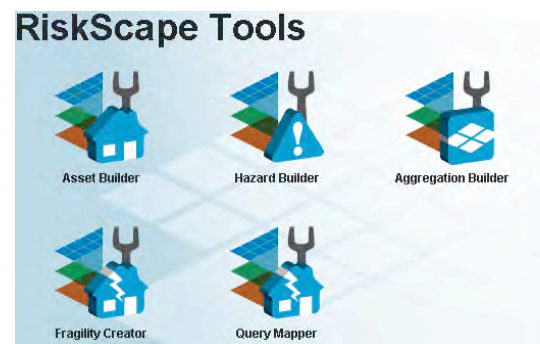 RiskScape Tools
Asset Builder
Hazard Builder
Aggregation Builder
Fragility Creator
Query Mapper